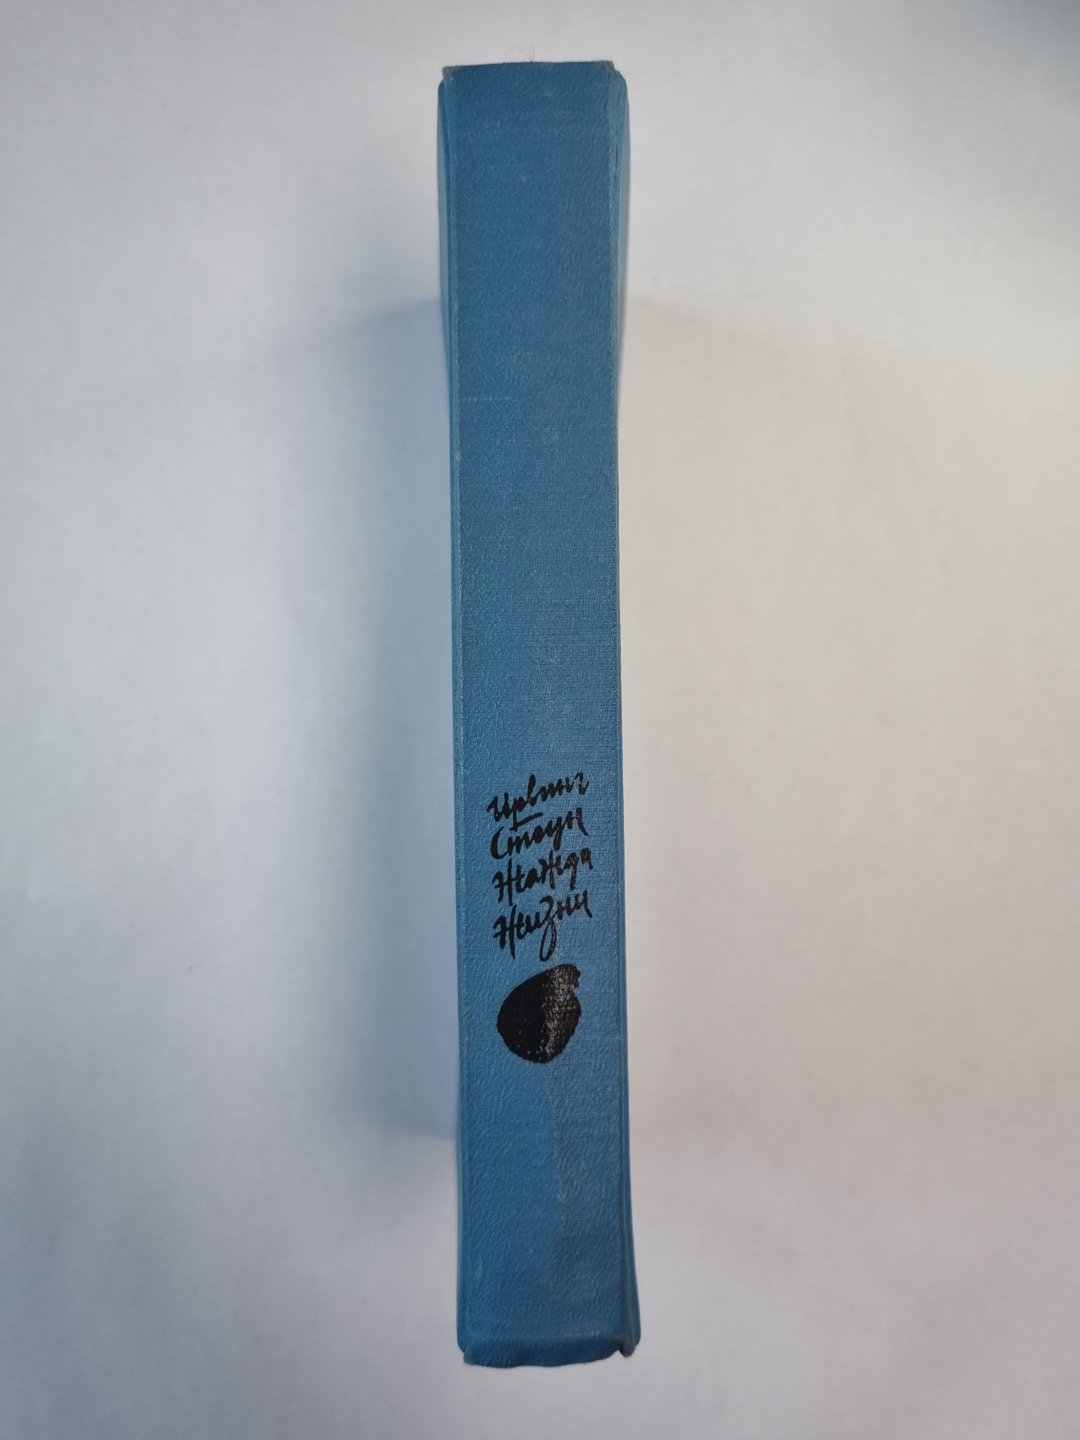 Ирвинг
Стоун
Жажда
Жизни